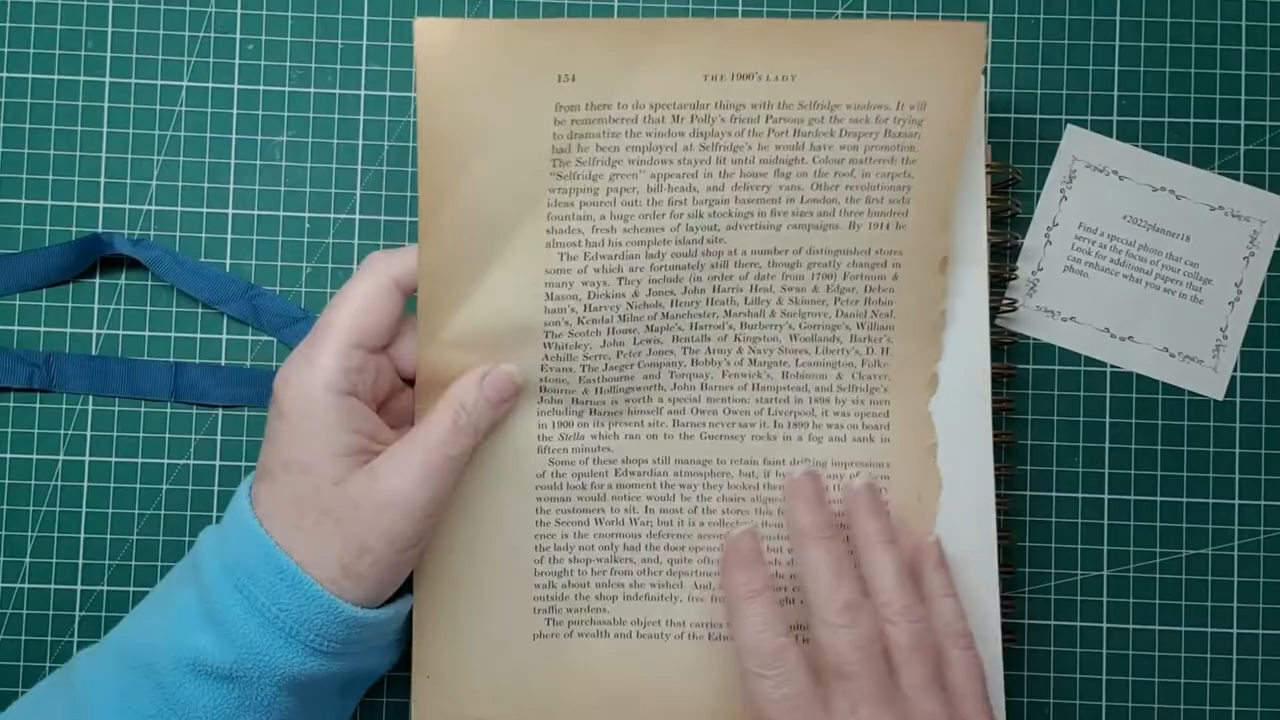 154
THE 1900'S LADY
from there to do spectacular things with the Selfridge windows. It will
be remembered that Mr Polly's friend Parsons got the sack for trying
to dramatize the window displays of the Port Burdock Drapery Bazaar;
had he been employed at Selfridge's he would have won promotion.
The Selfridge windows stayed lit until midnight. Colour mattered: the
"Selfridge green" appeared in the house flag on the roof, in carpets,
wrapping paper, bill-heads, and delivery vans. Other revolutionary
ideas poured out: the first bargain basement in London, the first soda
fountain, a huge order for silk stockings in five sizes and three hundred
shades, fresh schemes of layout, advertising campaigns. By 1914 he
almost had his complete island site.
The Edwardian lady could shop at a number of distinguished stores
some of which are fortunately still there, though greatly changed in
many ways. They include (in order of date from 1700) Fortnum &
Mason, Dickins & Jones, John Harris Heal, Swan & Edgar, Deben
ham's, Harvey Nichols, Henry Heath, Lilley & Skinner, Peter Robin-
son's, Kendal Milne of Manchester, Marshall & Snelgrove, Daniel Neal,
The Scotch House, Maple's, Harrod's, Burberry's, Gorringe's, William
Whiteley, John Lewis, Bentalls of Kingston, Woollands, Barker's,
Achille Serre, Peter Jones, The Army & Navy Stores, Liberty's, D. H.
Evans, The Jaeger Company, Bobby's of Margate, Leamington, Folke-
stone, Eastbourne and Torquay, Fenwick's, Robinson & Cleaver,
Bourne & Hollingsworth, John Barnes of Hampstead, and Selfridge's
John Barnes is worth a special mention: started in 1898 by six men
including Barnes himself and Owen Owen of Liverpool, it was opened
in 1900 on its present site. Barnes never saw it. In 1899 he was on board
the Stella which ran on to the Guernsey rocks in a fog and sank in
fifteen minutes.
Some of these shops still manage to retain faint drifting impressions
of the opulent Edwardian atmosphere, but, if by any of them
could look for a moment the way they looked then
woman would notice would be the chairs aligned
the customers to sit. In most of the stores this
the Second World War; but it is a collector's item
ence is the enormous deference
the lady not only had the door opened but
of the shop-walkers, and, quite often
brought to her from other departments
walk about unless she wished. And,
outside the shop indefinitely, free from
traffic wardens.
The purchasable object that carries
phere of wealth and beauty of the
#2022planner18
Find a special photo that can
serve as the focus of your collage.
Look for additional papers that
can enhance what you see in the
photo.